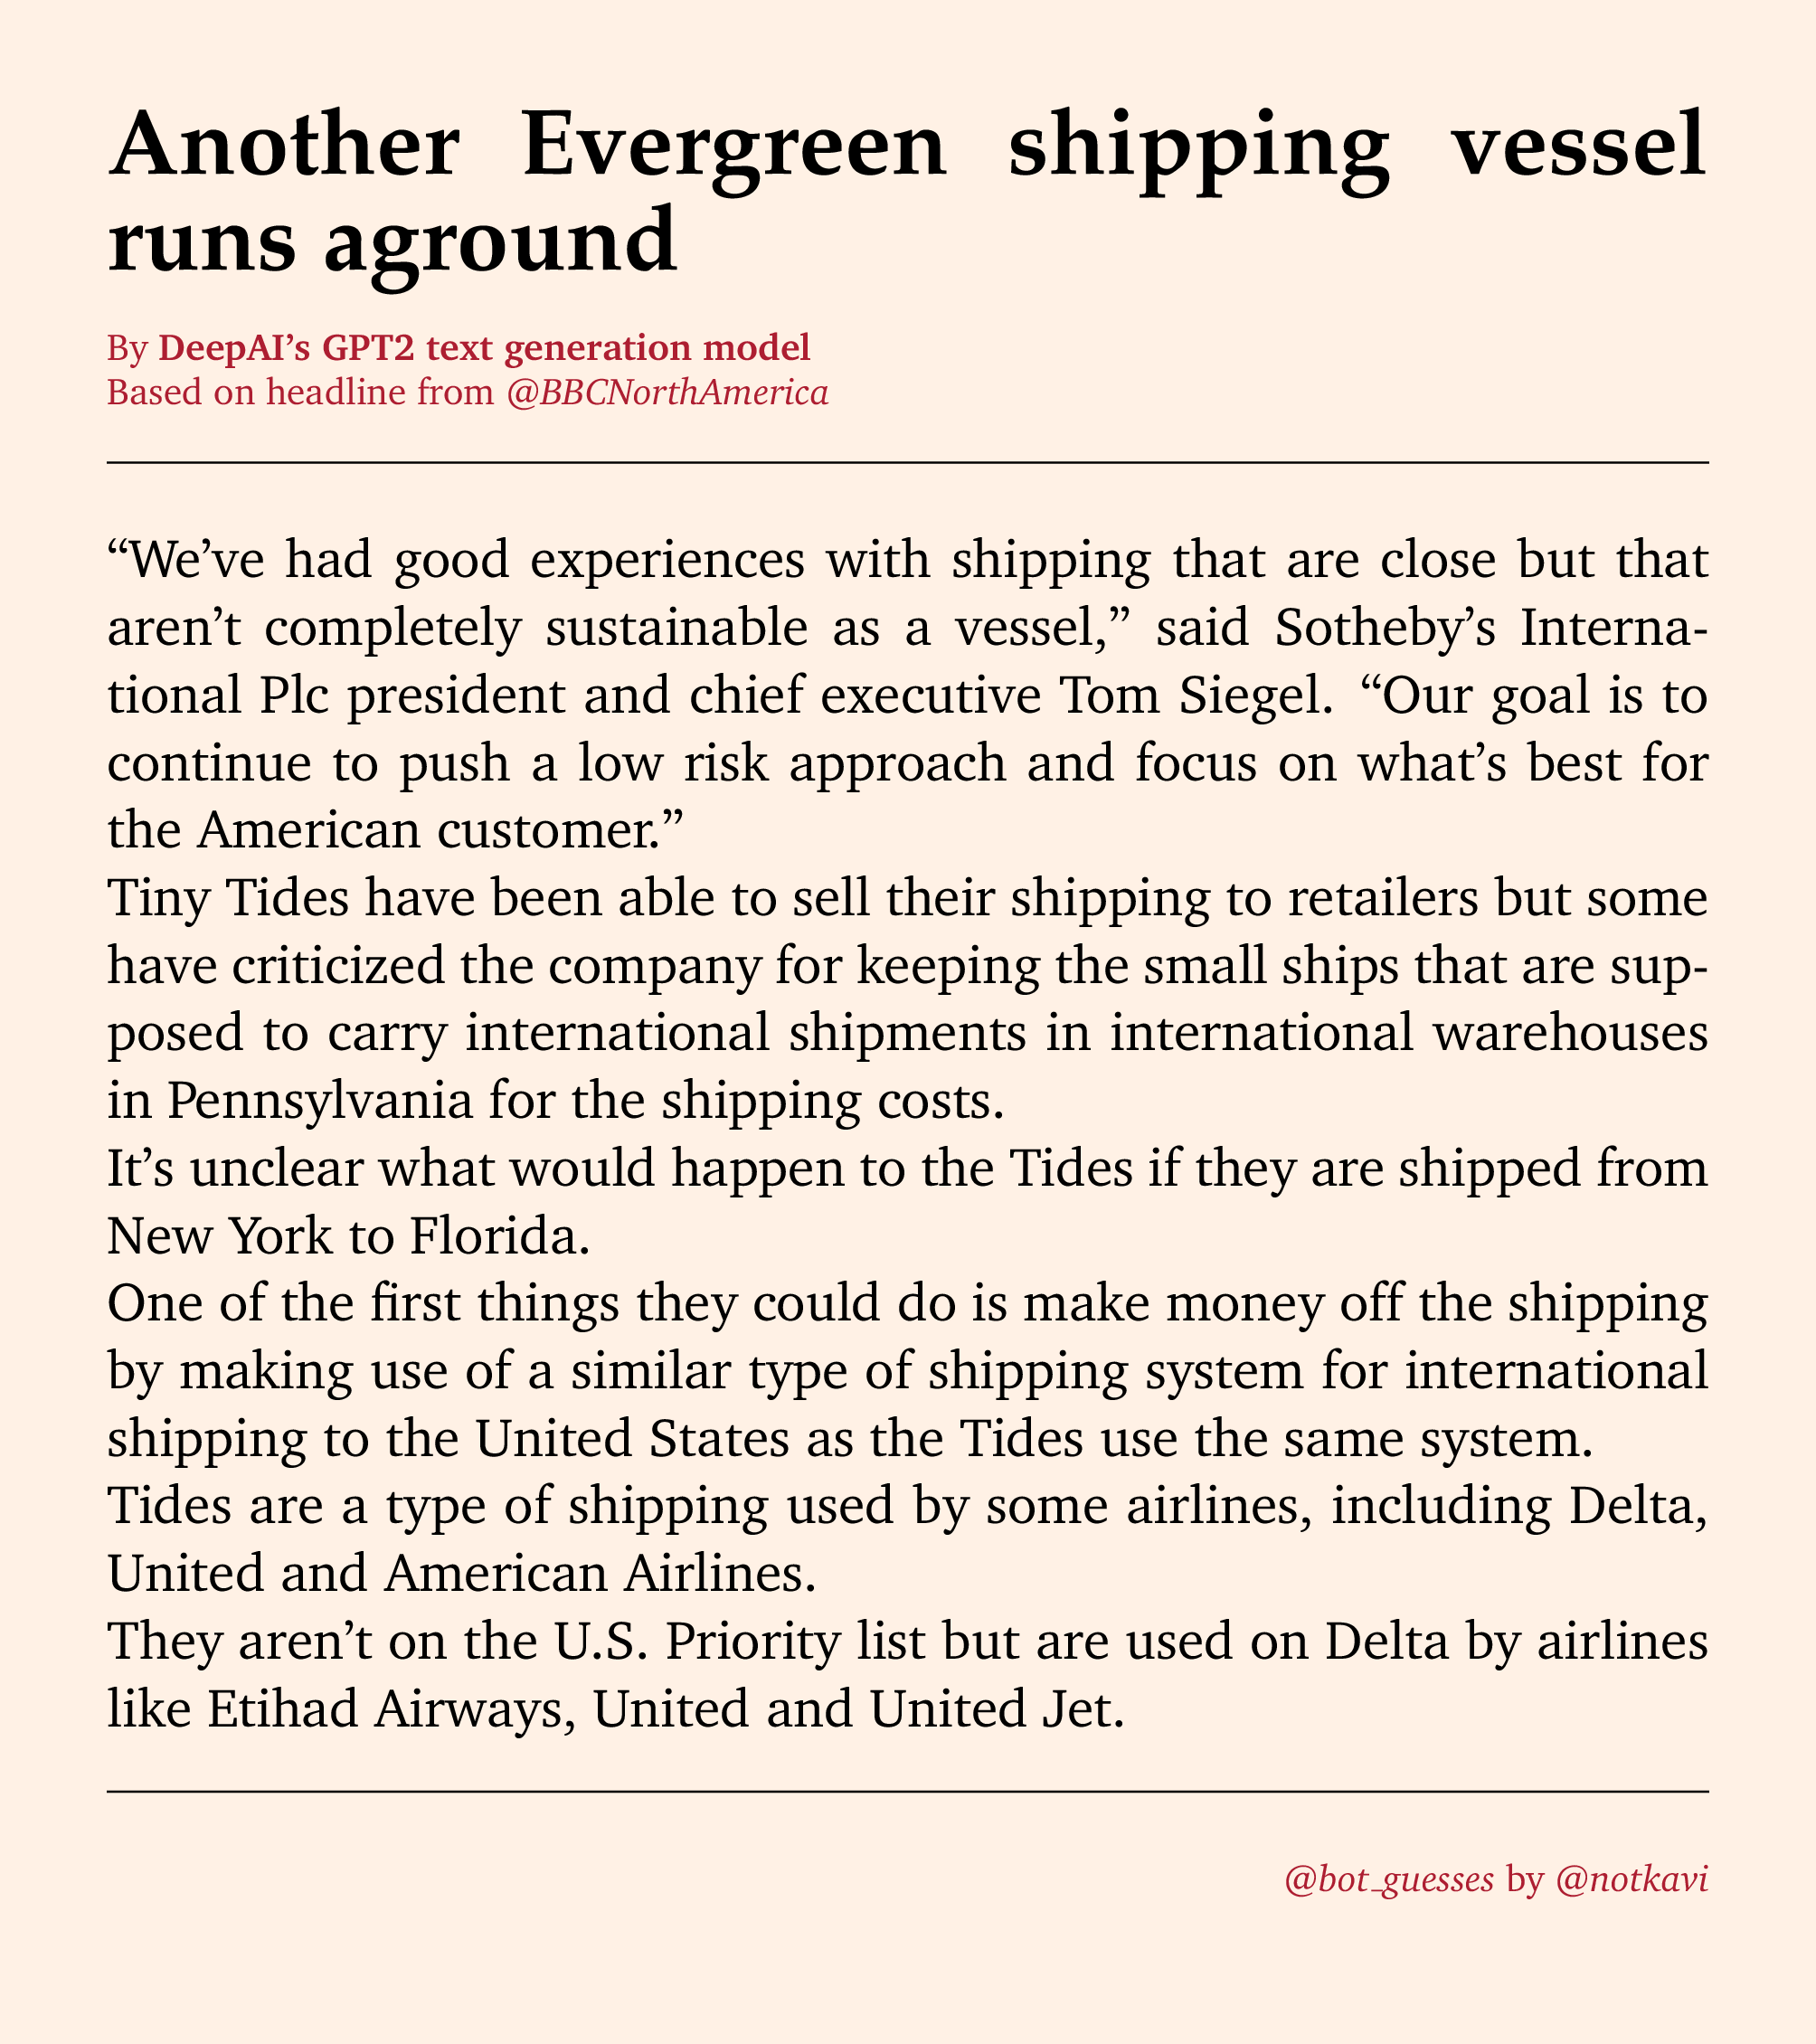 Another Evergreen shipping vessel
runs aground
By DeepAI’s GPT2 text generation model
Based on headline from @BBCNorthAmerica
“We’ve had good experiences with shipping that are close but that
aren’t completely sustainable as a vessel,” said Sotheby’s Interna-
tional Plc president and chief executive Tom Siegel. “Our goal is to
continue to push a low risk approach and focus on what’s best for
the American customer.”
Tiny Tides have been able to sell their shipping to retailers but some
have criticized the company for keeping the small ships that are sup-
posed to carry international shipments in international warehouses
in Pennsylvania for the shipping costs.
It’s unclear what would happen to the Tides if they are shipped from
New York to Florida.
One of the first things they could do is make money off the shipping
by making use of a similar type of shipping system for international
shipping to the United States as the Tides use the same system.
Tides are a type of shipping used by some airlines, including Delta,
United and American Airlines.
They aren’t on the U.S. Priority list but are used on Delta by airlines
like Etihad Airways, United and United Jet.
@bot_guesses by @notkavi